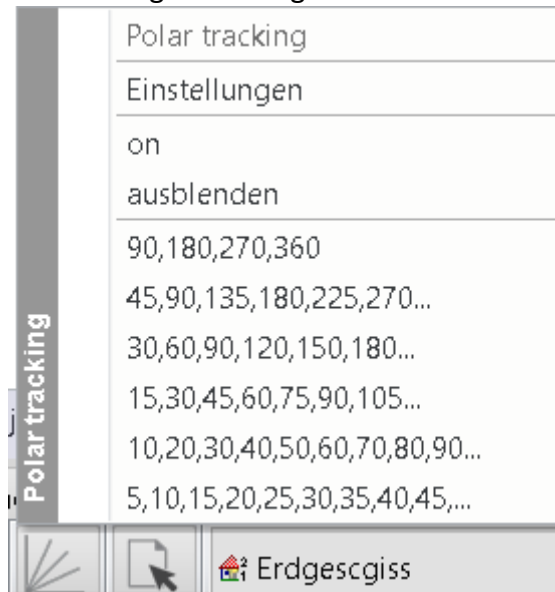 Polar tracking
Einstellungen
on
ausblenden
90,180,270,360
45,90,135,180,225,270...
30,60,90,120,150,180...
15,30,45,60,75,90,105...
10,20,30,40,50,60,70,80,90...
5,10,15,20,25,30,35,40,45,...
Polar tracking
Erdgescgiss